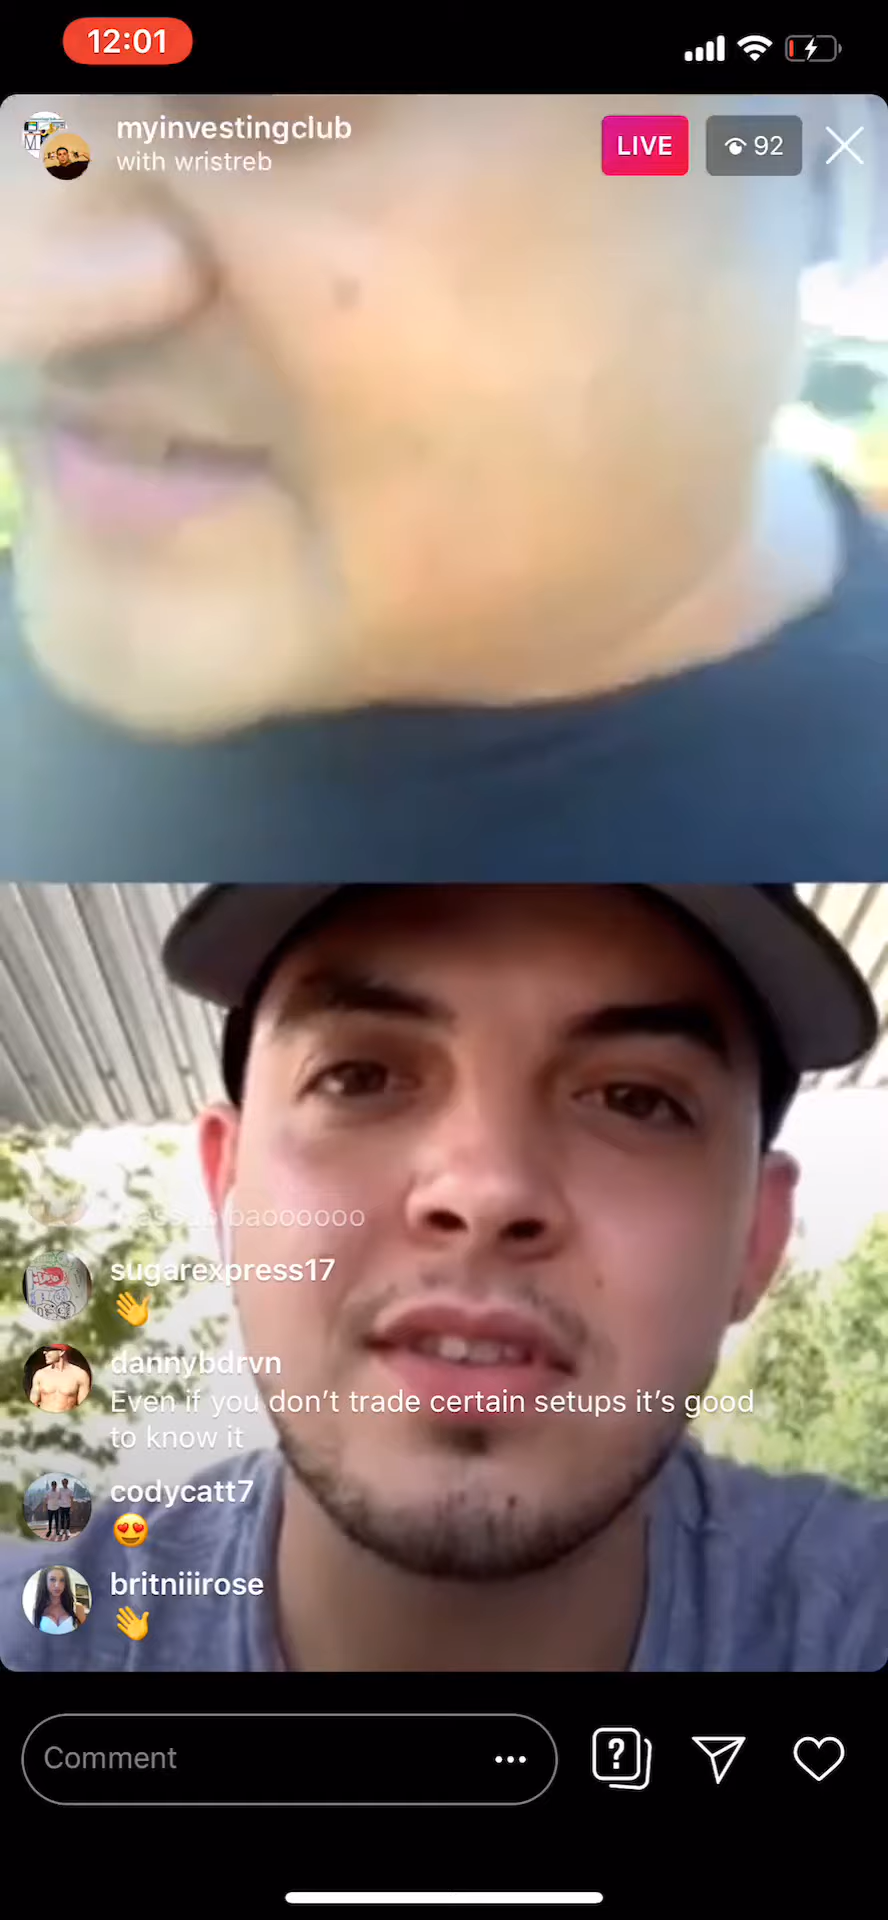 12:01
myinvestingclub
with wristreb
LIVE
92
baoooooo
sugarexpress17
👋
dannybdrvn
Even if you don’t trade certain setups it’s good
to know it
codycatt7
😍
britniiirose
👋
Comment